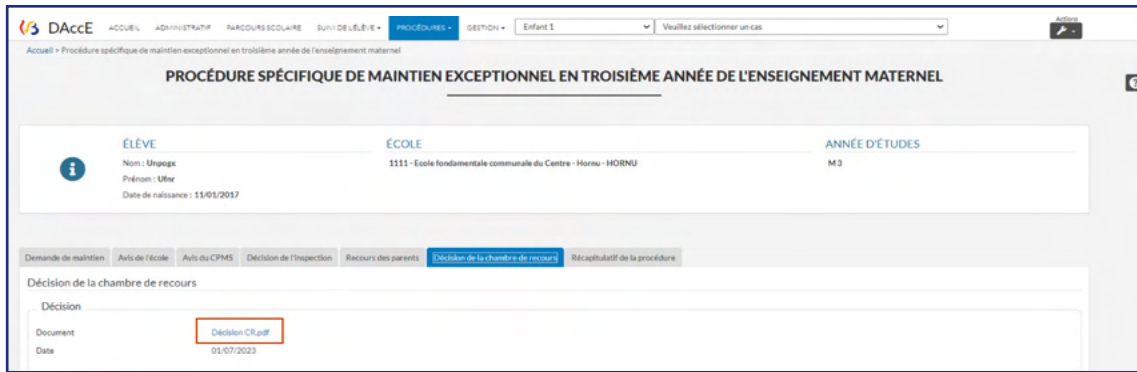 DAccE ACCUEIL ADMINISTRATIF PARCOURS SCOLAIRE SUIVI DE L'ÉLÈVE PROCÉDURES GESTION Enfant 1 Veuillez sélectionner un cas Actions
Accueil » Procédure spécifique de maintien exceptionnel en troisième année de l'enseignement maternel
PROCÉDURE SPÉCIFIQUE DE MAINTIEN EXCEPTIONNEL EN TROISIÈME ANNÉE DE L'ENSEIGNEMENT MATERNEL
ÉLÈVE ÉCOLE ANNÉE D'ÉTUDES
Nom : Unpogx 1111 - Ecole fondamentale communale du Centre - Hornu - HORNU M3
Prénom : Ufnr
Date de naissance : 11/01/2017
Demande de maintien Avis de l'école Avis du CPMS Décision de l'inspection Recours des parents Décision de la chambre de recours Récapitulatif de la procédure
Décision de la chambre de recours
Décision
Document Décision CR.pdf
Date 01/07/2023